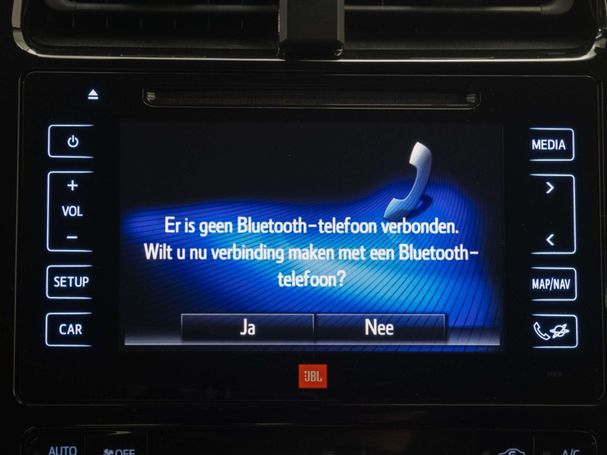 MEDIA
VOL
SETUP
CAR
MAP/NAV
Er is geen Bluetooth-telefoon verbonden.
Wilt u nu verbinding maken met een Bluetooth-
telefoon?
Ja Nee
JBL
AUTO
OFF
A/C